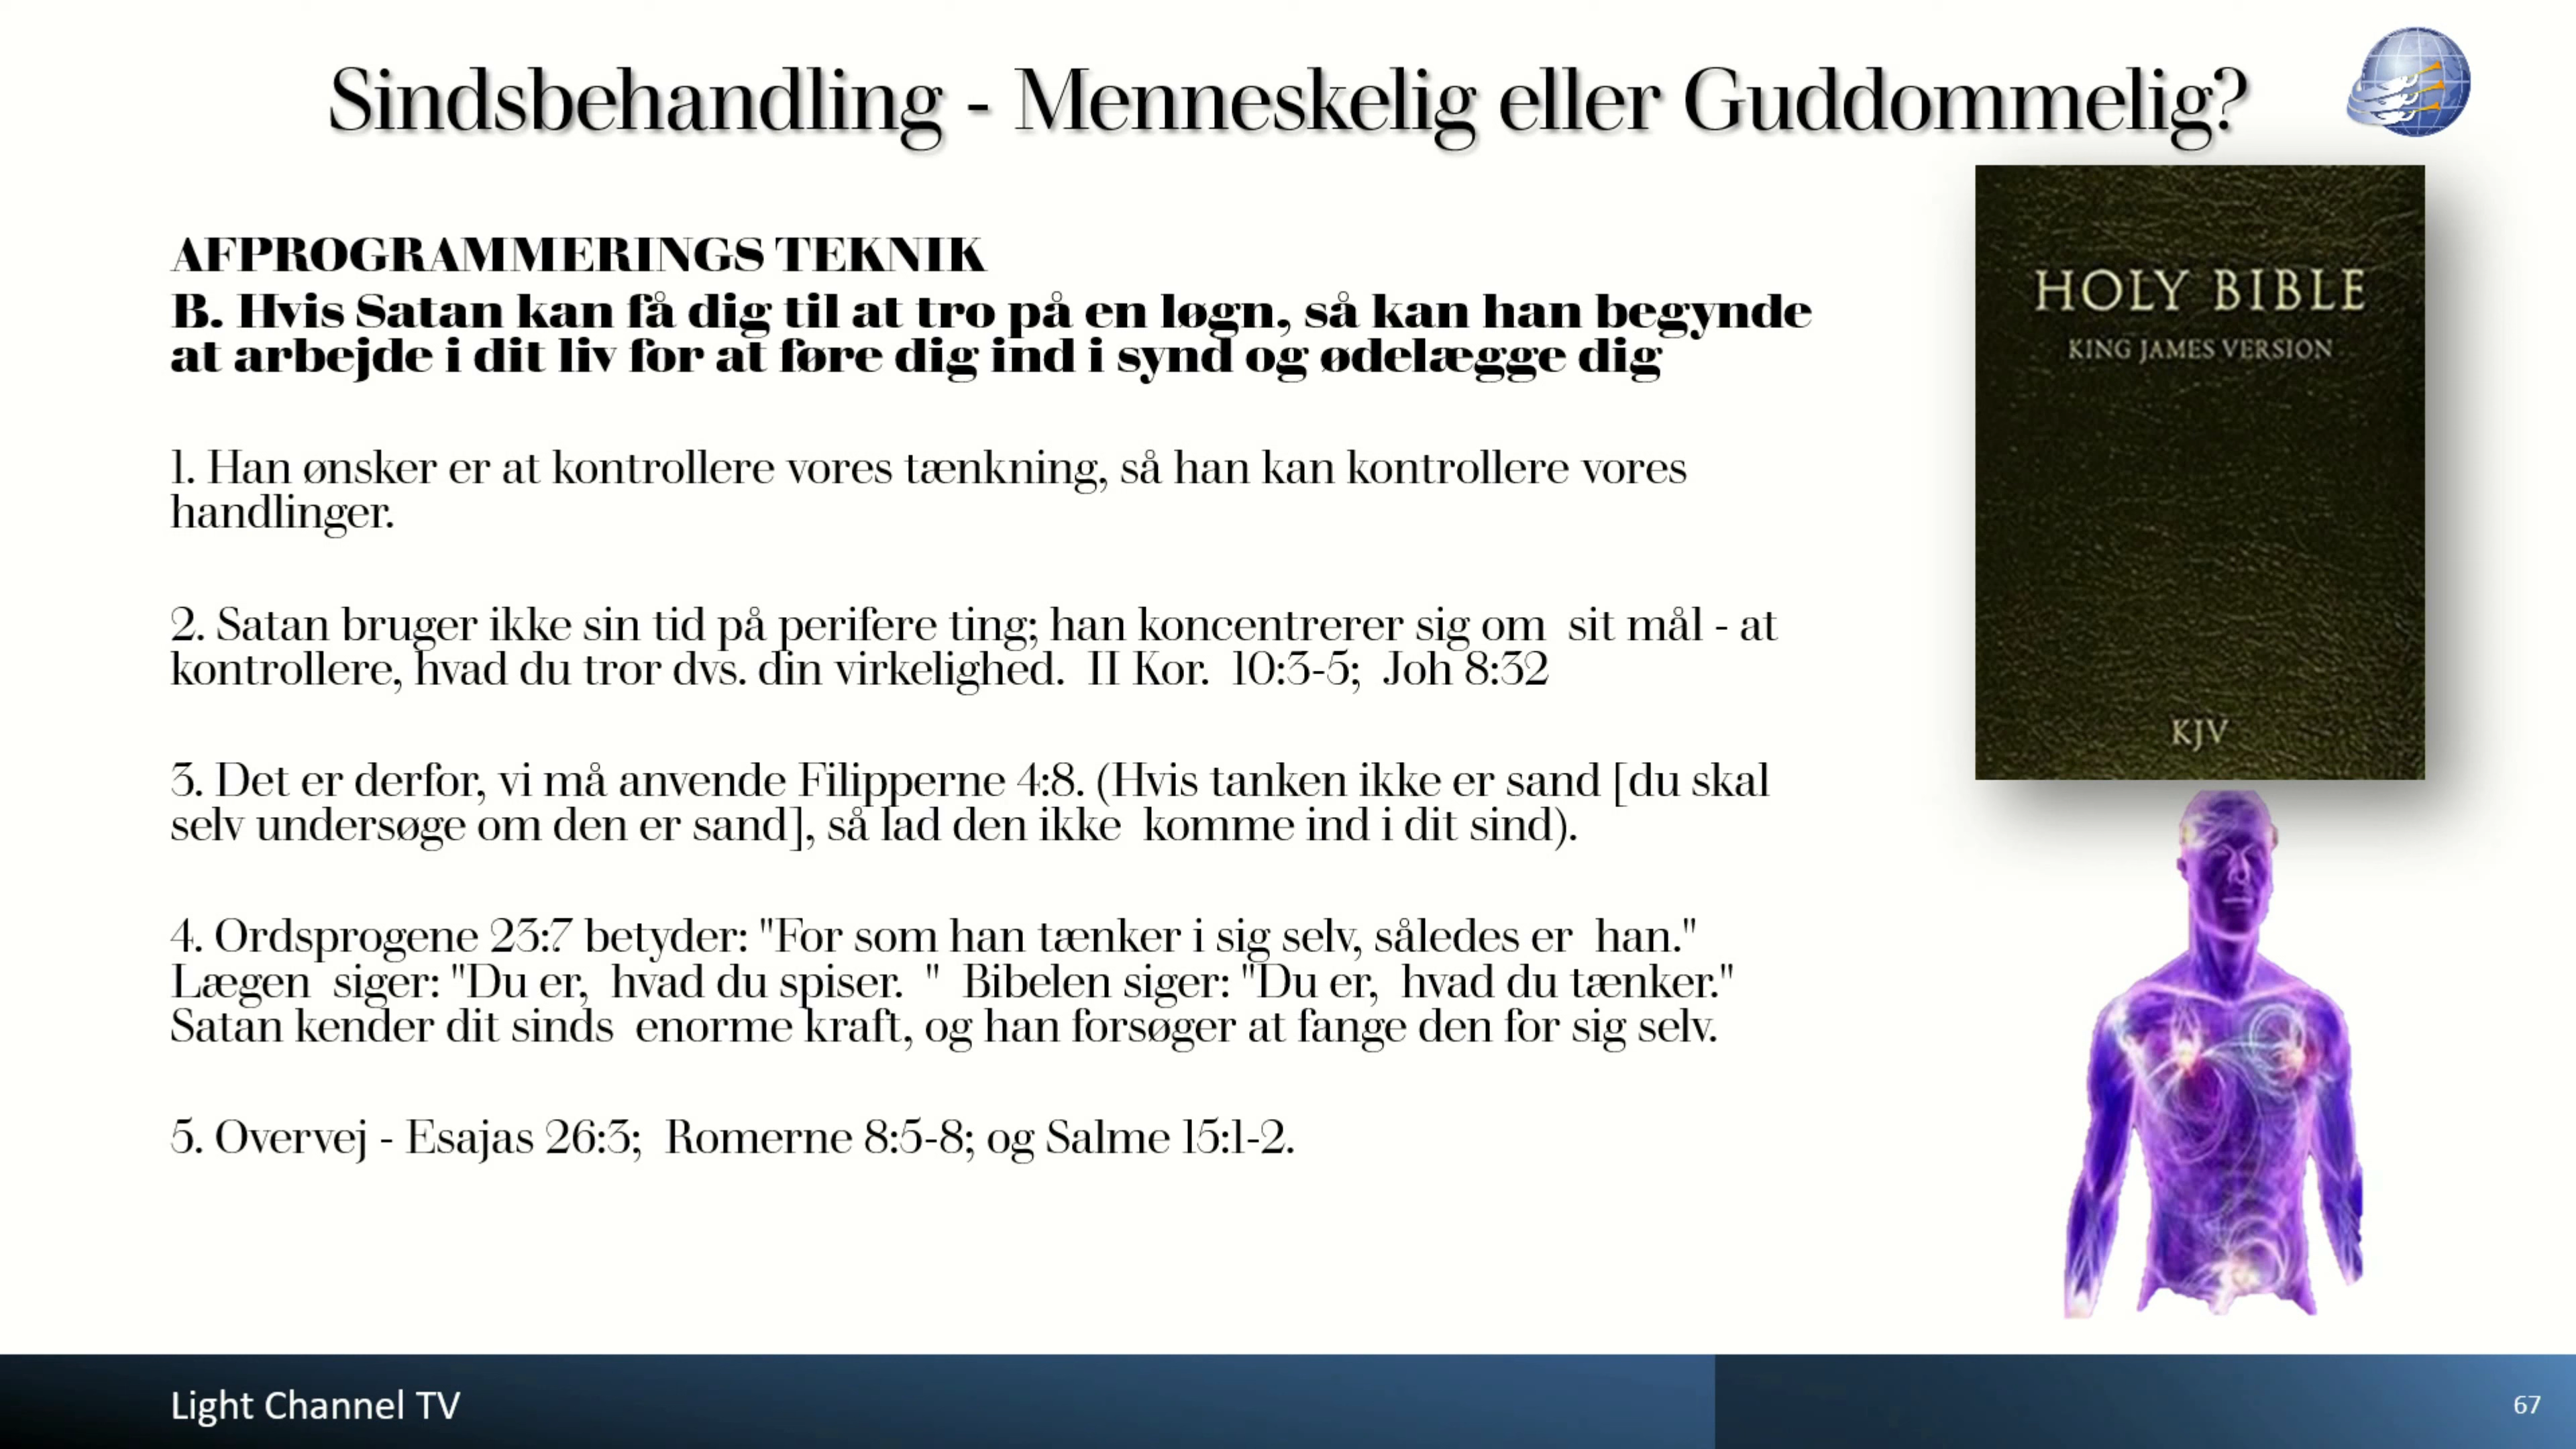 Sindsbehandling - Menneskelig eller Guddommelig?
HOLY BIBLE
KING JAMES VERSION
KJV
AFPROGRAMMERINGS TEKNIK
B. Hvis Satan kan få dig til at tro på en løgn, så kan han begynde
at arbejde i dit liv for at føre dig ind i synd og ødelægge dig
1. Han ønsker er at kontrollere vores tænkning, så han kan kontrollere vores
handlinger.
2. Satan bruger ikke sin tid på perifere ting; han koncentrerer sig om sit mål - at
kontrollere, hvad du tror dvs. din virkelighed. II Kor. 10:3-5; Joh 8:32
3. Det er derfor, vi må anvende Filipperne 4:8. (Hvis tanken ikke er sand [du skal
selv undersøge om den er sand], så lad den ikke komme ind i dit sind).
4. Ordsprogene 23:7 betyder: "For som han tænker i sig selv, således er han."
Lægen siger: "Du er, hvad du spiser. " Bibelen siger: "Du er, hvad du tænker."
Satan kender dit sinds enorme kraft, og han forsøger at fange den for sig selv.
5. Overvej - Esajas 26:3; Romerne 8:5-8; og Salme 15:1-2.
Light Channel TV
67